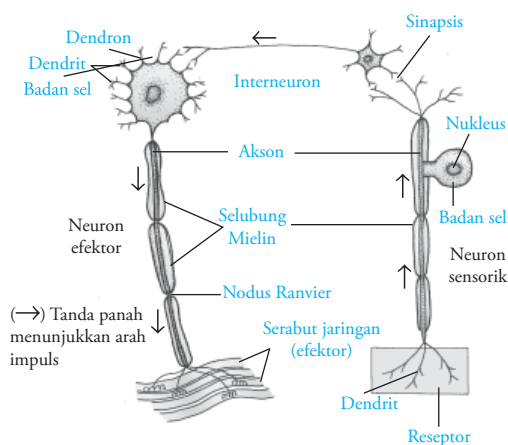 Dendron
Dendrit
Badan sel
Interneuron
Sinapsis
Nukleus
Akson
Badan sel
Selubung
Mielin
Neuron
efektor
Neuron
sensorik
Nodus Ranvier
(→) Tanda panah
menunjukkan arah
impuls
Serabut jaringan
(efektor)
Dendrit
Reseptor